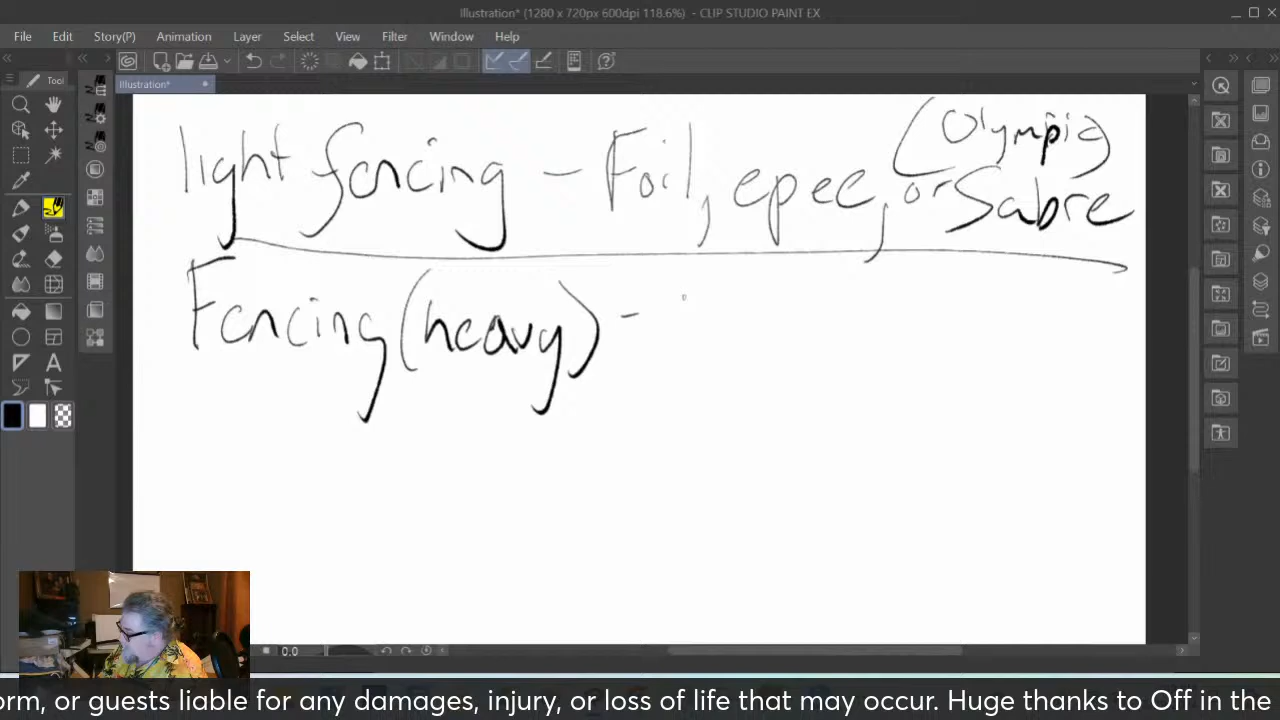 Illustration* (1280 x 720px 600dpi 118.6%) - CLIP STUDIO PAINT EX
File Edit Story(P) Animation Layer Select View Filter Window Help
Tool
Illustration*
(Olympic)
light fencing - Foil, epee, or Sabre
Fencing (heavy) -
0.0
orm, or guests liable for any damages, injury, or loss of life that may occur. Huge thanks to Off in the